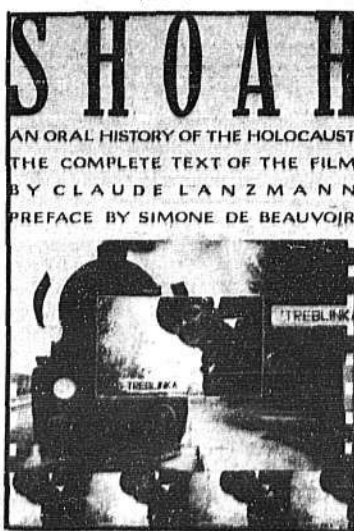 SHOAH
AN ORAL HISTORY OF THE HOLOCAUST
THE COMPLETE TEXT OF THE FILM
BY CLAUDE LANZMANN
PREFACE BY SIMONE DE BEAUVOIR
TREBLINKA
TREBLINKA